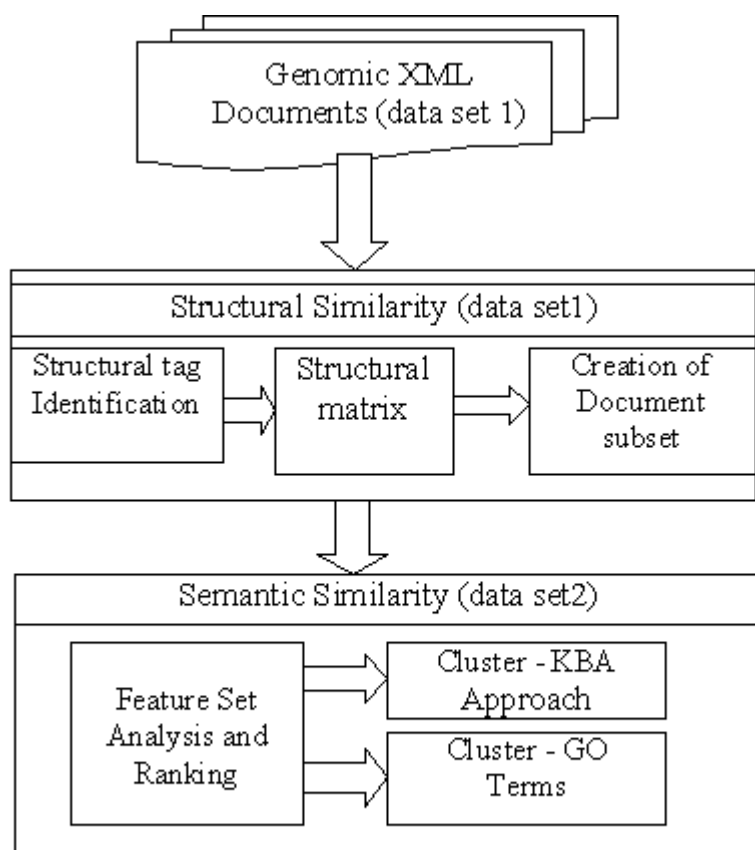 Genomic XML
Documents (data set 1)
Structural Similarity (data set1)
Structural tag
Identification
Structural
matrix
Creation of
Document
subset
Semantic Similarity (data set2)
Feature Set
Analysis and
Ranking
Cluster - KBA
Approach
Cluster - GO
Terms